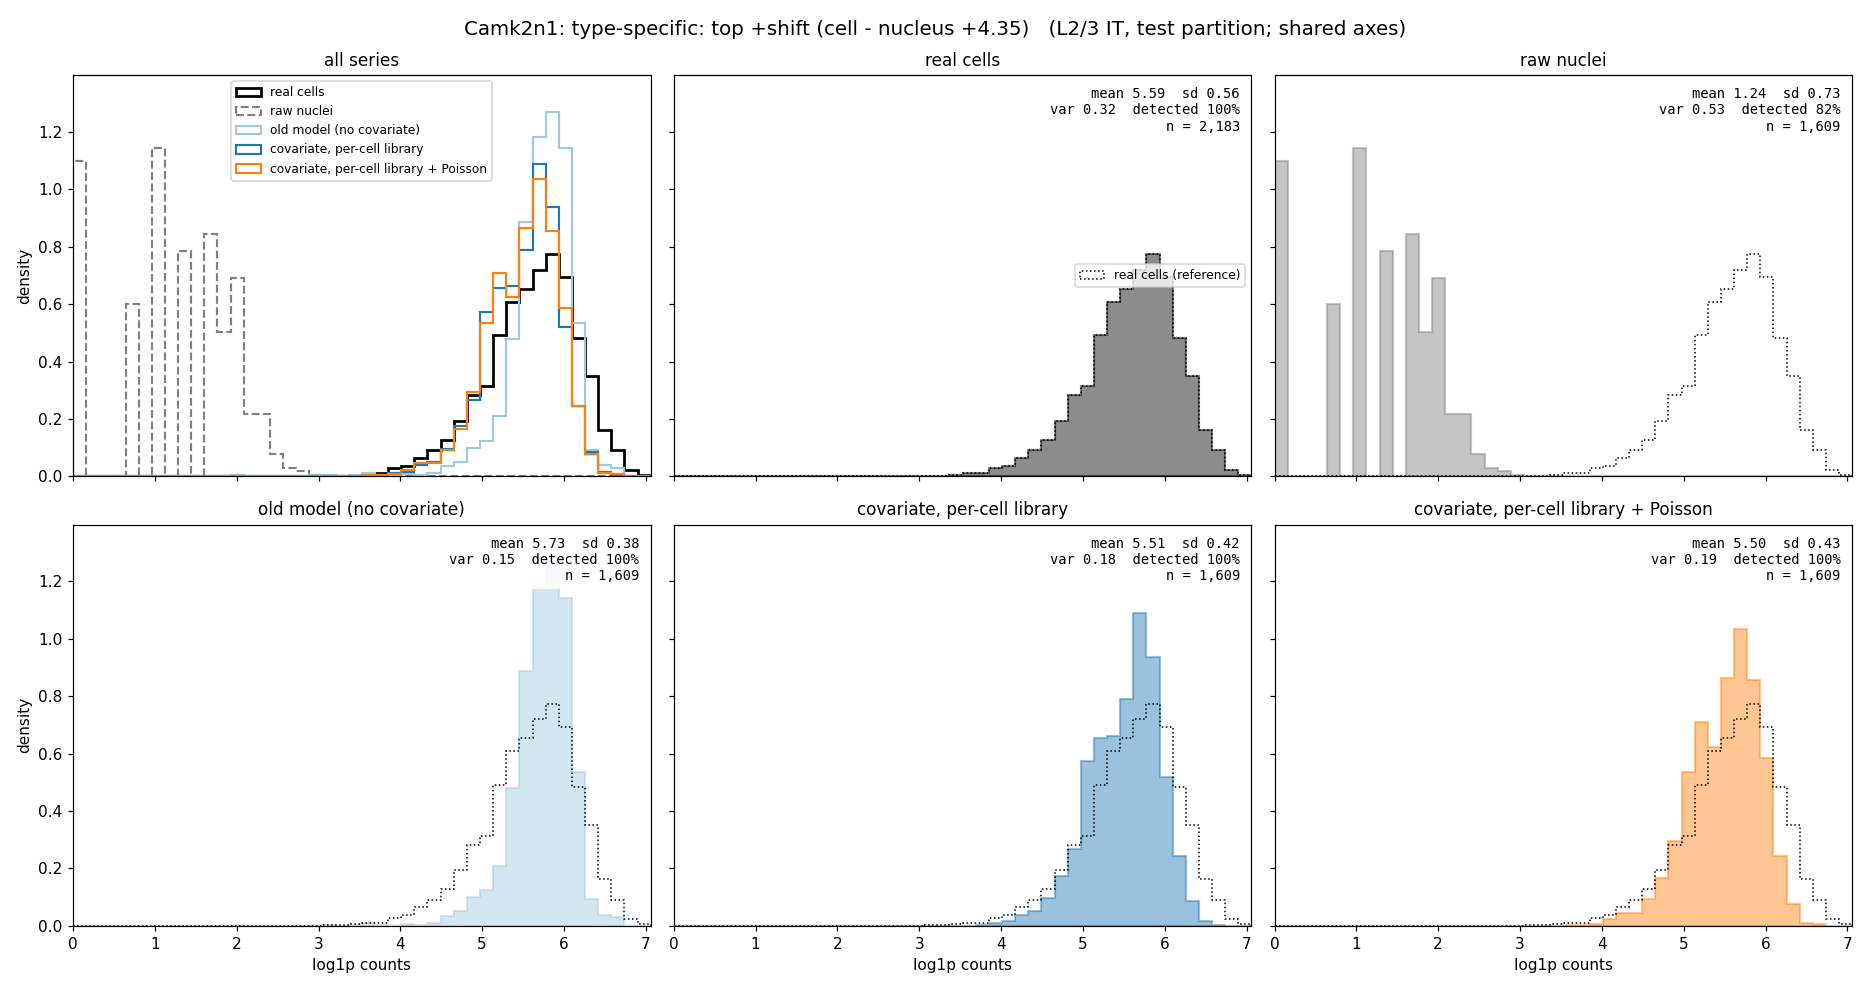 Camk2n1: type-specific: top +shift (cell - nucleus +4.35)   (L2/3 IT, test partition; shared axes)
all series
real cells
raw nuclei
old model (no covariate)
covariate, per-cell library
covariate, per-cell library + Poisson
density
0.0
0.2
0.4
0.6
0.8
1.0
1.2
real cells
mean 5.59  sd 0.56
var 0.32  detected 100%
n = 2,183
real cells (reference)
raw nuclei
mean 1.24  sd 0.73
var 0.53  detected 82%
n = 1,609
old model (no covariate)
mean 5.73  sd 0.38
var 0.15  detected 100%
n = 1,609
density
0.0
0.2
0.4
0.6
0.8
1.0
1.2
0 1 2 3 4 5 6 7
log1p counts
covariate, per-cell library
mean 5.51  sd 0.42
var 0.18  detected 100%
n = 1,609
0 1 2 3 4 5 6 7
log1p counts
covariate, per-cell library + Poisson
mean 5.50  sd 0.43
var 0.19  detected 100%
n = 1,609
0 1 2 3 4 5 6 7
log1p counts